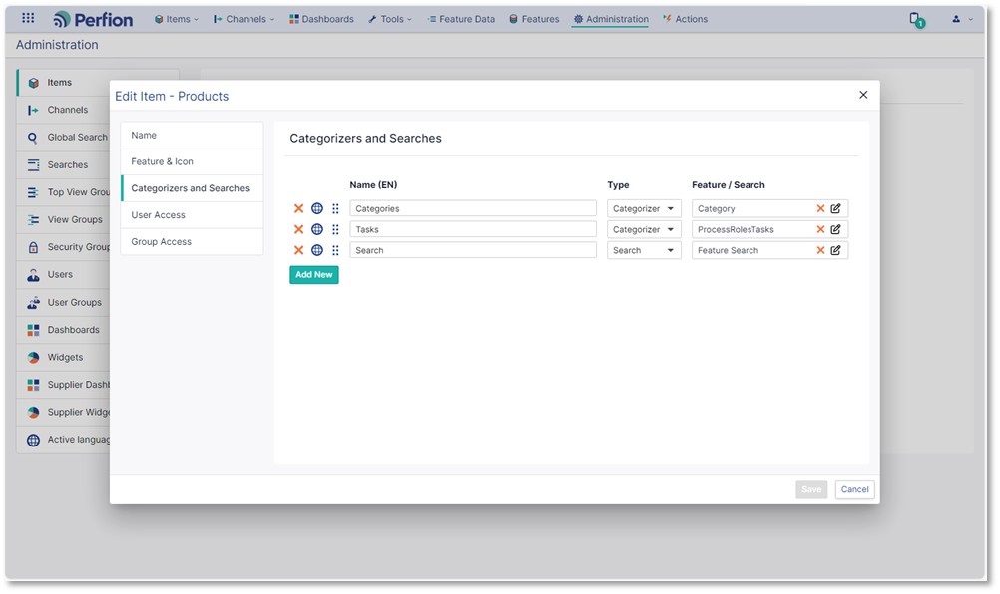 Perfion Items Channels Dashboards Tools Feature Data Features Administration Actions 1
Administration
Items
Channels
Global Search
Searches
Top View Grou
View Groups
Security Group
Users
User Groups
Dashboards
Widgets
Supplier Dashb
Supplier Widge
Active languag
Edit Item - Products
Name
Feature & Icon
Categorizers and Searches
User Access
Group Access
Categorizers and Searches
Name (EN) Type Feature / Search
Categories Categorizer Category
Tasks Categorizer ProcessRolesTasks
Search Search Feature Search
Add New
Save Cancel